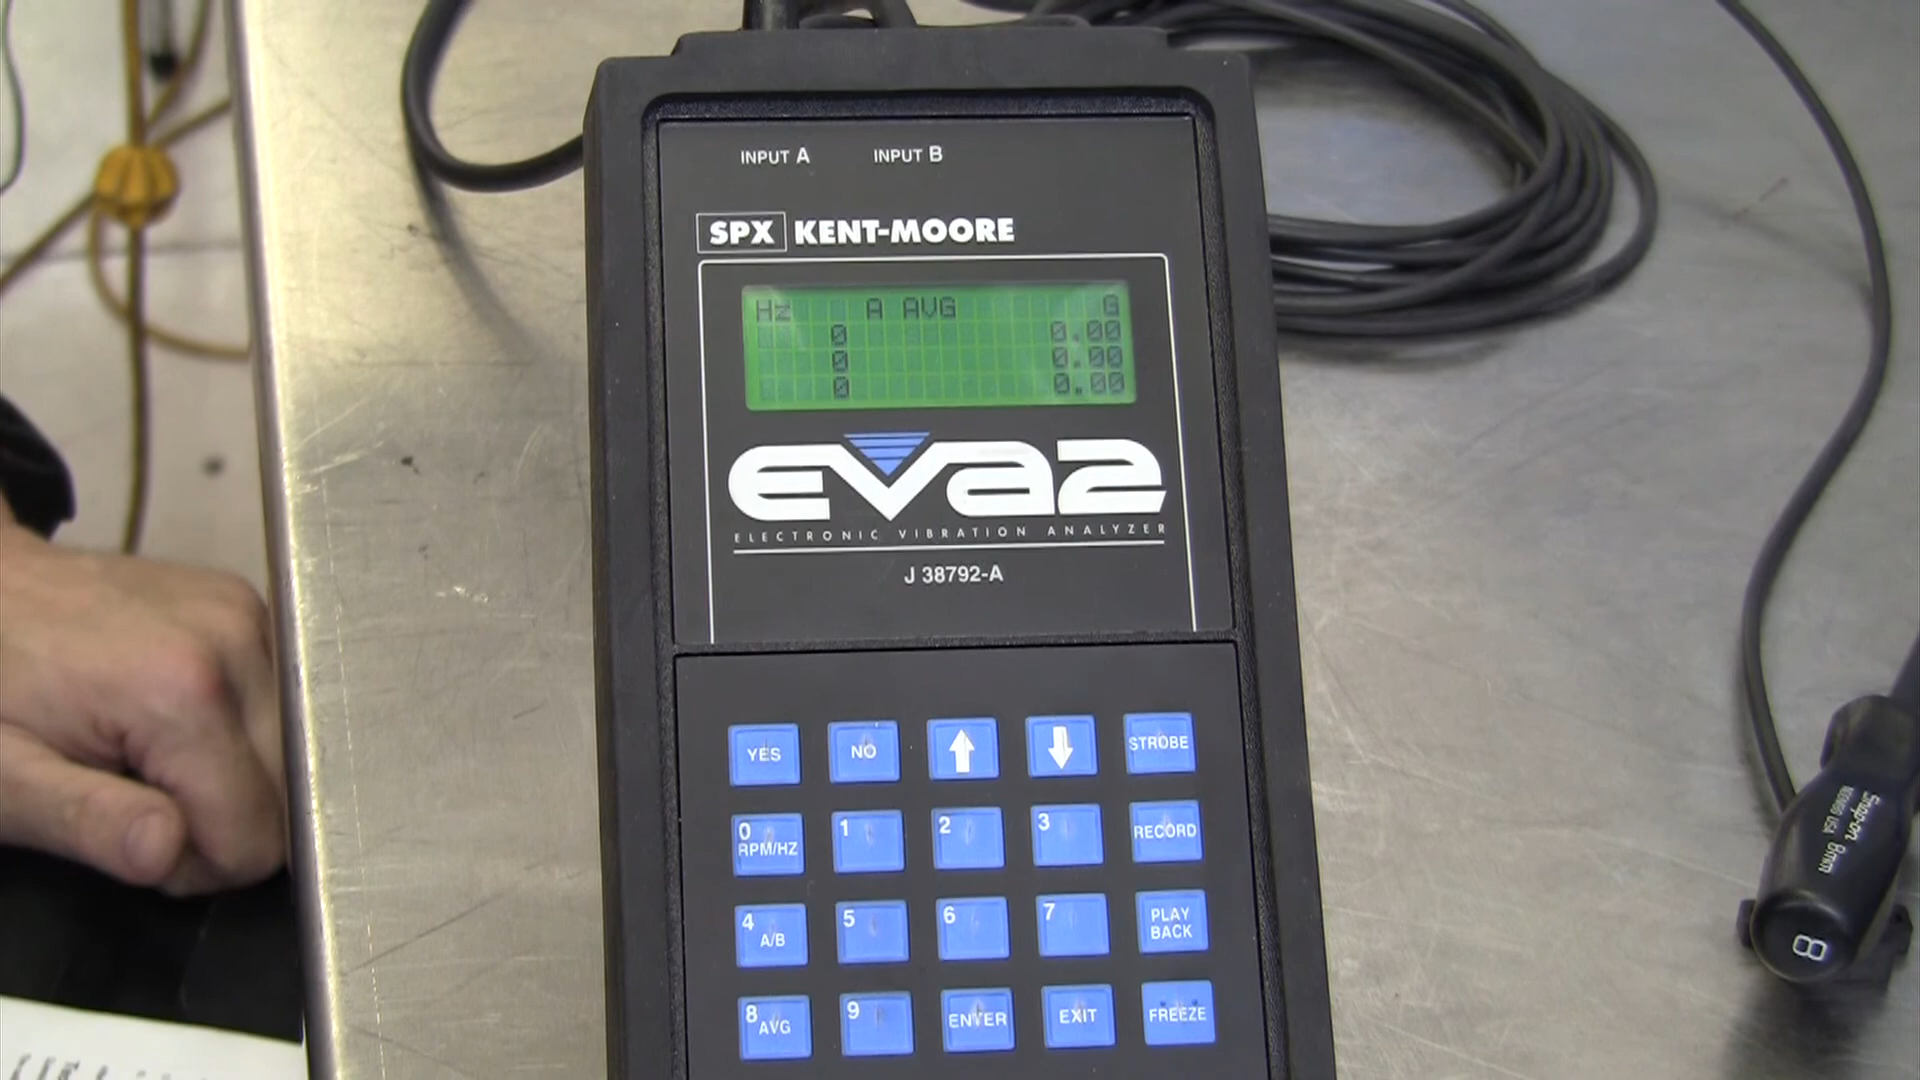 INPUT A INPUT B
SPX KENT-MOORE
Hz A AVG G
0 0.00
0 0.00
0 0.00
eva2
ELECTRONIC VIBRATION ANALYZER
J 38792-A
YES NO ↑ ↓ STROBE
0 RPM/HZ 1 2 3 RECORD
4 A/B 5 6 7 PLAY BACK
8 AVG 9 ENTER EXIT FREEZE
Snap-on 8mm
USA
8